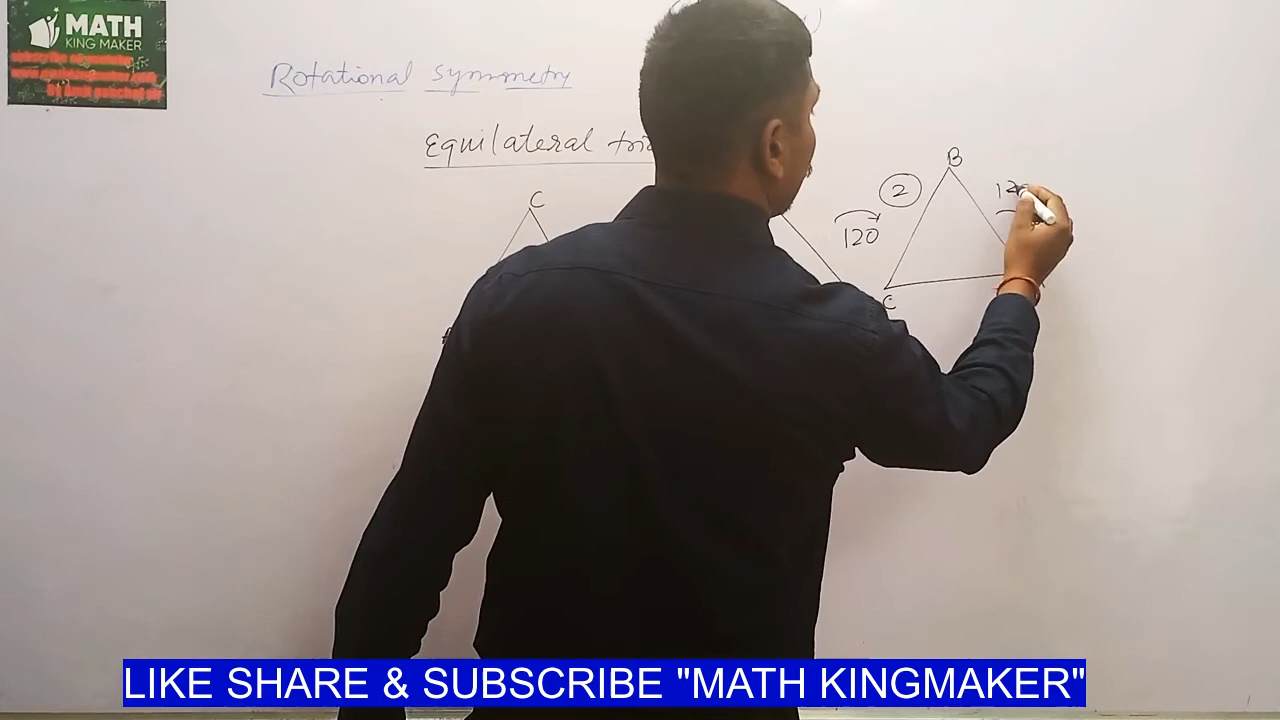 MATH
KING MAKER
Rotational symmetry
Equilateral
C
B
2
120
C
LIKE SHARE & SUBSCRIBE "MATH KINGMAKER"